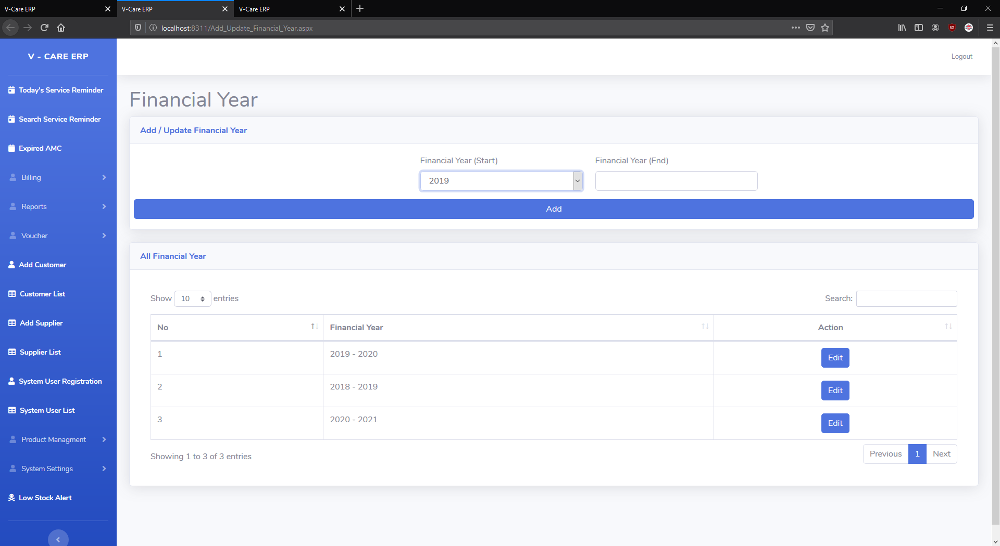 V-Care ERP
V-Care ERP
V-Care ERP
localhost:8311/Add_Update_Financial_Year.aspx
V - CARE ERP
Logout
Today's Service Reminder
Search Service Reminder
Expired AMC
Billing
Reports
Voucher
Add Customer
Customer List
Add Supplier
Supplier List
System User Registration
System User List
Product Managment
System Settings
Low Stock Alert
Financial Year
Add / Update Financial Year
Financial Year (Start)
Financial Year (End)
2019
Add
All Financial Year
Show 10 entries
Search:
No Financial Year Action
1 2019 - 2020 Edit
2 2018 - 2019 Edit
3 2020 - 2021 Edit
Showing 1 to 3 of 3 entries
Previous 1 Next